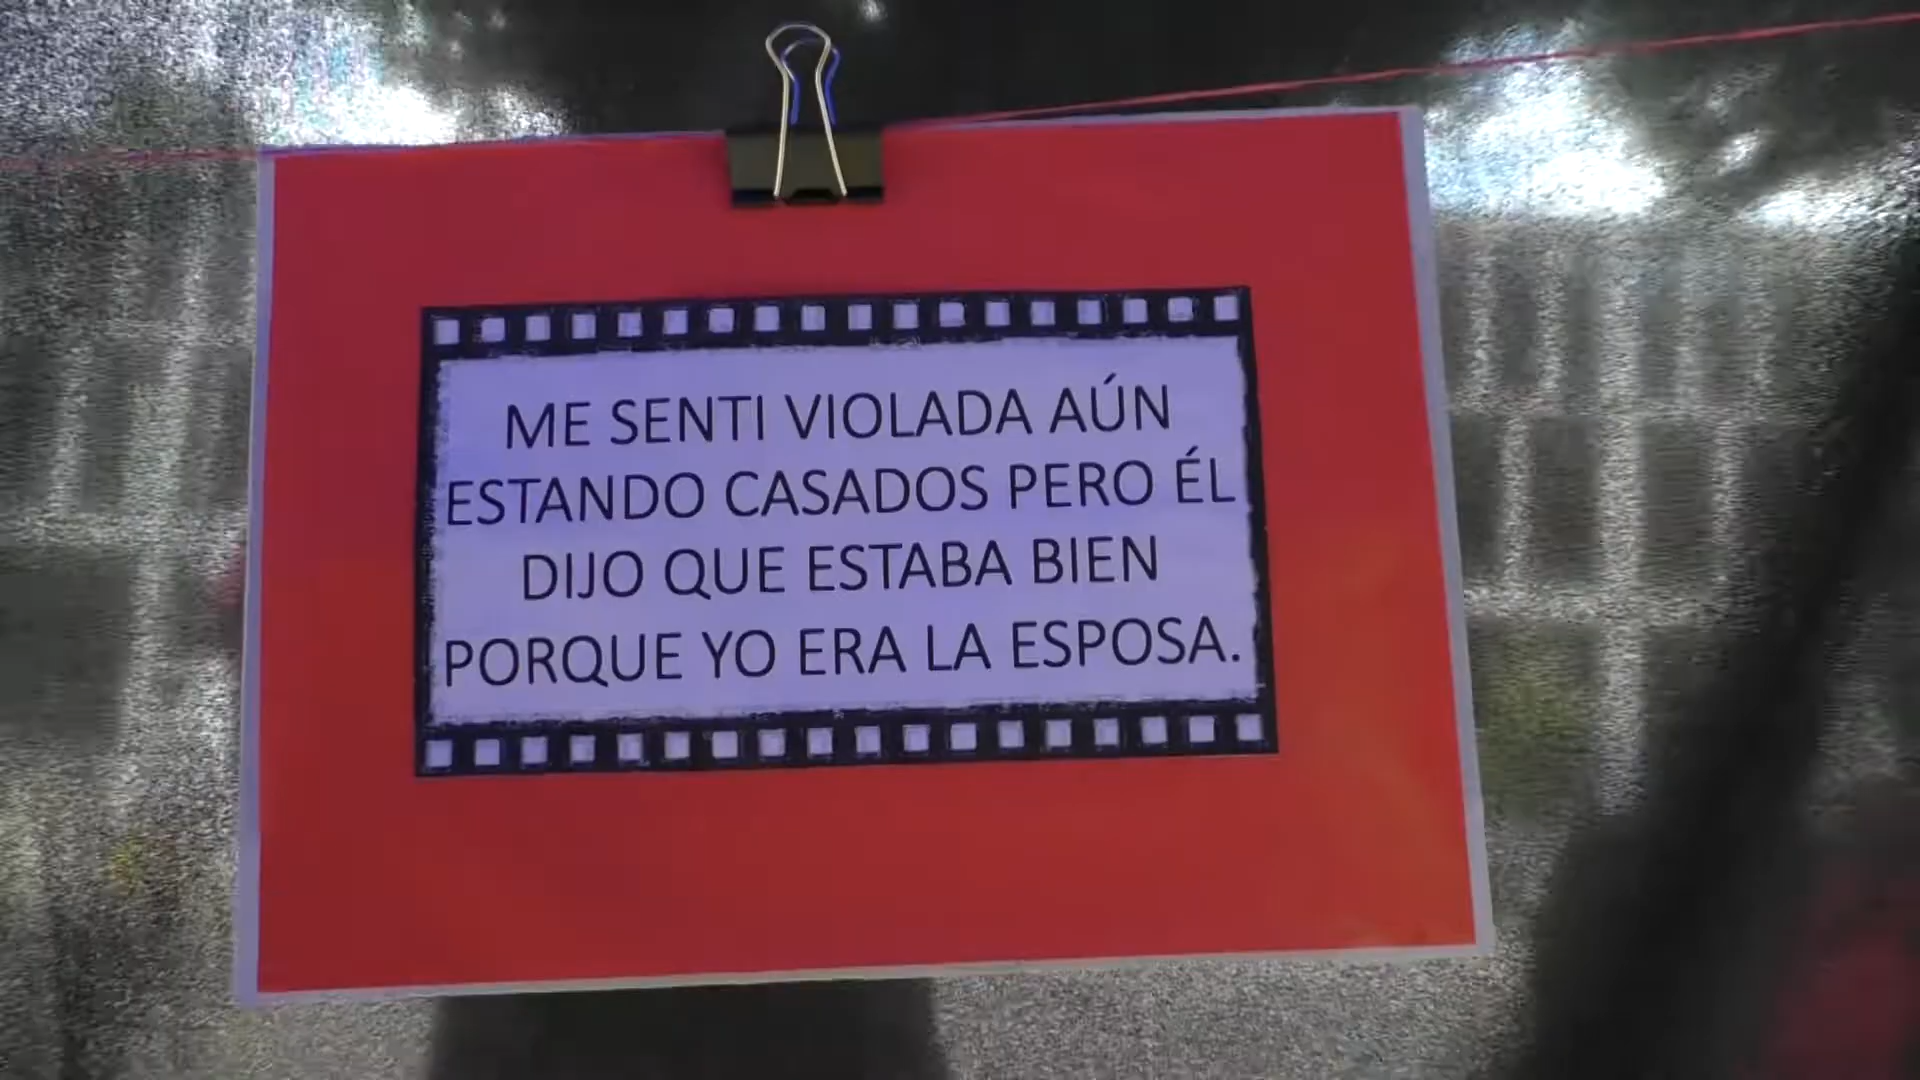 ME SENTI VIOLADA AÚN
ESTANDO CASADOS PERO ÉL
DIJO QUE ESTABA BIEN
PORQUE YO ERA LA ESPOSA.